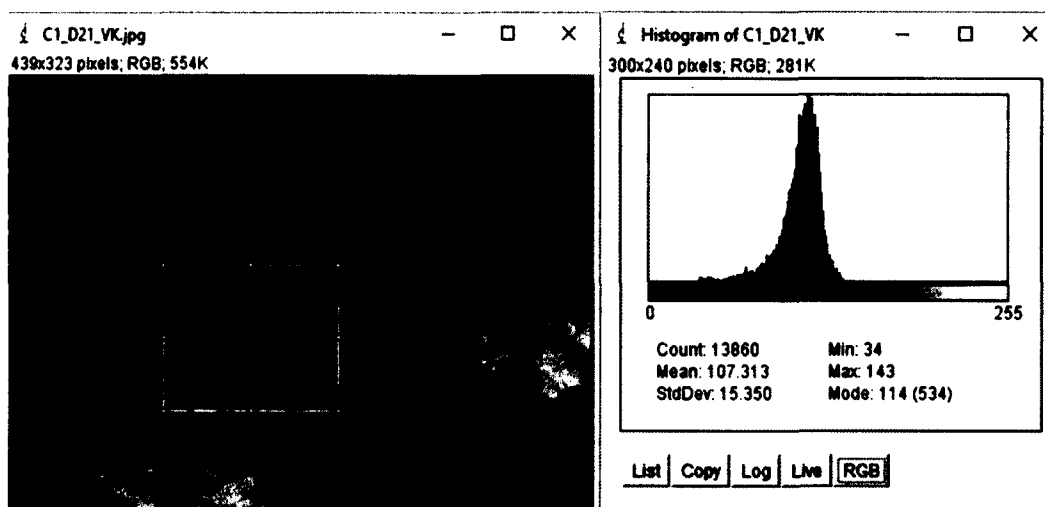 C1_D21_VK.jpg
439x323 pixels; RGB; 554K
Histogram of C1_D21_VK
300x240 pixels; RGB; 281K
0 255
Count: 13860 Min: 34
Mean: 107.313 Max: 143
StdDev: 15.350 Mode: 114 (534)
List Copy Log Live RGB